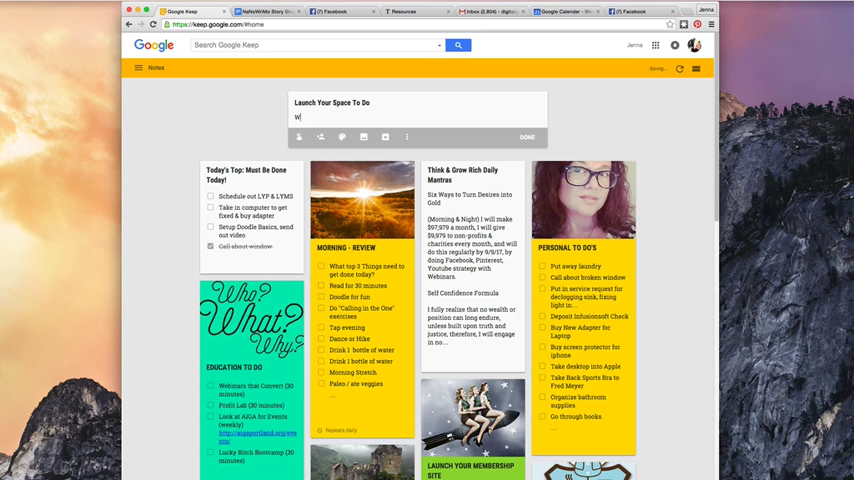 Google Keep
NaNoWriMo Story Sto
(7) Facebook
Resources
Inbox (2,804) - digitag
Google Calendar - We
(7) Facebook
Jenna
https://keep.google.com/#home
Google
Search Google Keep
Jenna
Notes
Saving...
Launch Your Space To Do
W
DONE
Today's Top: Must Be Done
Today!
Schedule out LYP & LYMS
Take in computer to get
fixed & buy adapter
Setup Doodle Basics, send
out video
Call about window
Who?
What?
Why?
EDUCATION TO DO
Webinars that Convert (30
minutes)
Profit Lab (30 minutes)
Look at AIGA for Events
(weekly)
http://aigaportland.org/eve
nts/
Lucky Bitch Bootcamp (30
minutes)
MORNING - REVIEW
What top 3 Things need to
get done today?
Read for 30 minutes
Doodle for fun
Do "Calling in the One"
exercises
Tap evening
Dance or Hike
Drink 1 bottle of water
Drink 1 bottle of water
Morning Stretch
Paleo / ate veggies
...
Repeats daily
Think & Grow Rich Daily
Mantras
Six Ways to Turn Desires into
Gold
(Morning & Night) I will make
$97,979 a month, I will give
$9,979 to non-profits &
charities every month, and will
do this regularly by 9/9/17, by
doing Facebook, Pinterest,
Youtube strategy with
Webinars.
Self Confidence Formula
I fully realize that no wealth or
position can long endure,
unless built upon truth and
justice, therefore, I will engage
in no...
LAUNCH YOUR MEMBERSHIP
SITE
PERSONAL TO DO'S
Put away laundry
Call about broken window
Put in service request for
declogging sink, fixing
light in...
Deposit Infusionsoft Check
Buy New Adapter for
Laptop
Buy screen protector for
iphone
Take desktop into Apple
Take Back Sports Bra to
Fred Meyer
Organize bathroom
supplies
Go through books
...